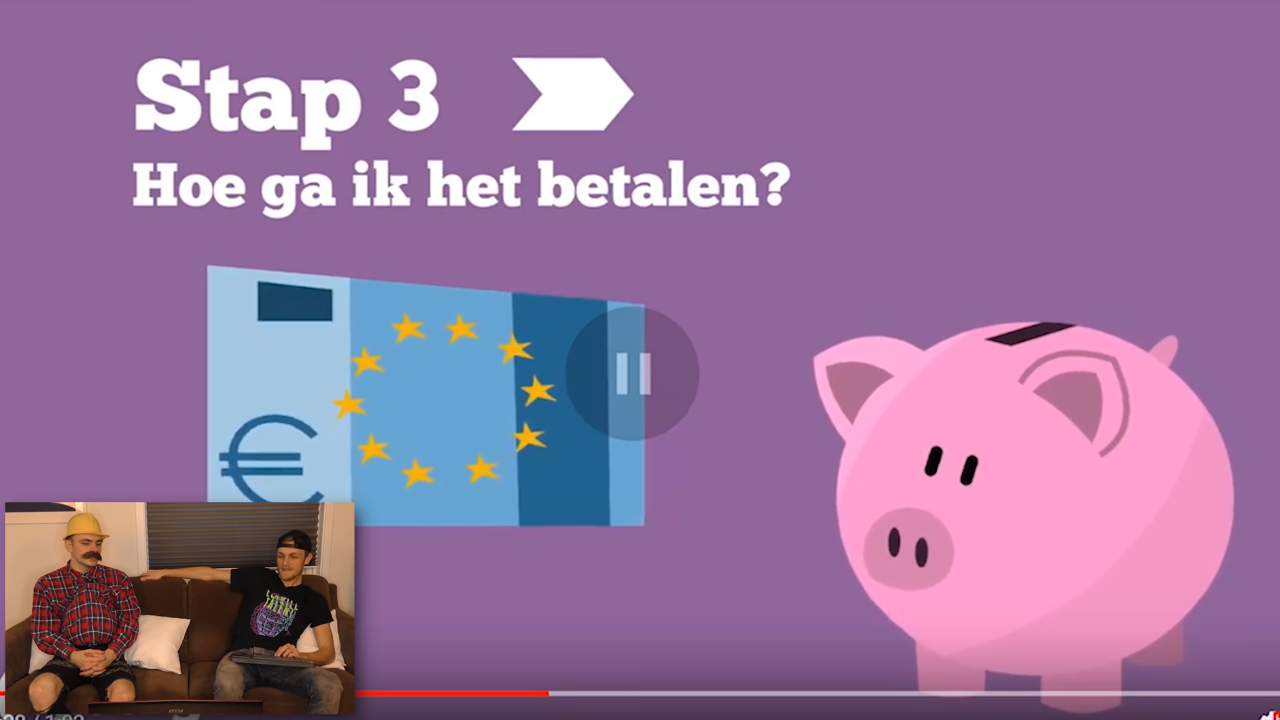 Stap 3
Hoe ga ik het betalen?
€